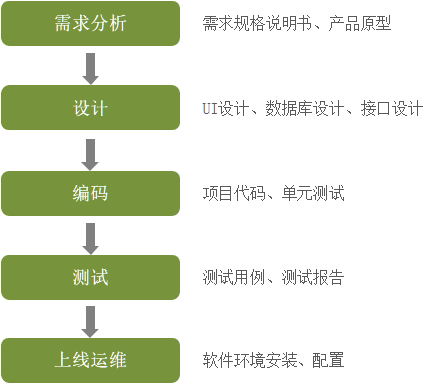 需求分析 需求规格说明书、产品原型
设计 UI设计、数据库设计、接口设计
编码 项目代码、单元测试
测试 测试用例、测试报告
上线运维 软件环境安装、配置